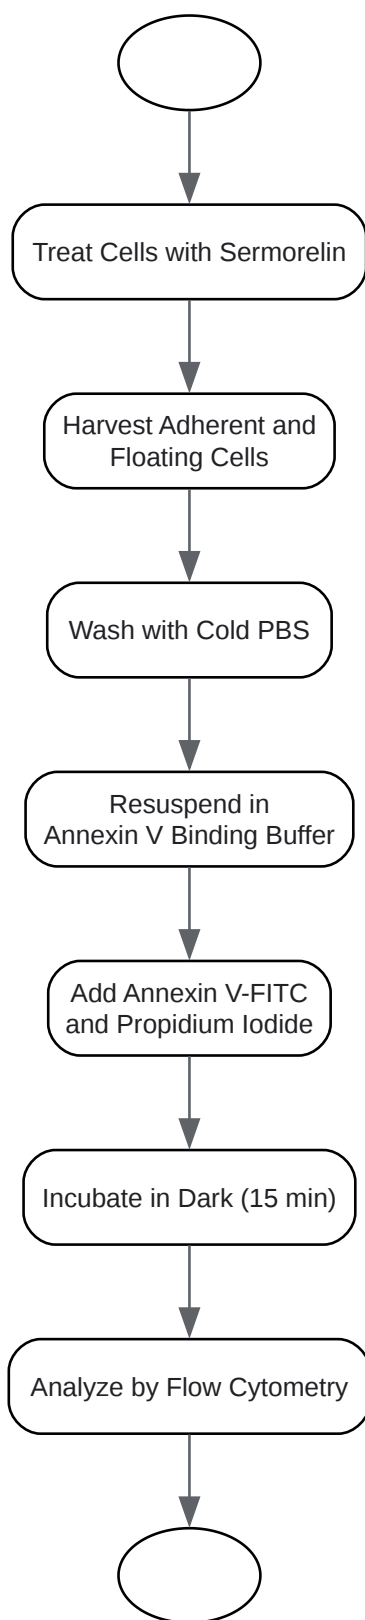 Treat Cells with Sermorelin
Harvest Adherent and
Floating Cells
Wash with Cold PBS
Resuspend in
Annexin V Binding Buffer
Add Annexin V-FITC
and Propidium Iodide
Incubate in Dark (15 min)
Analyze by Flow Cytometry